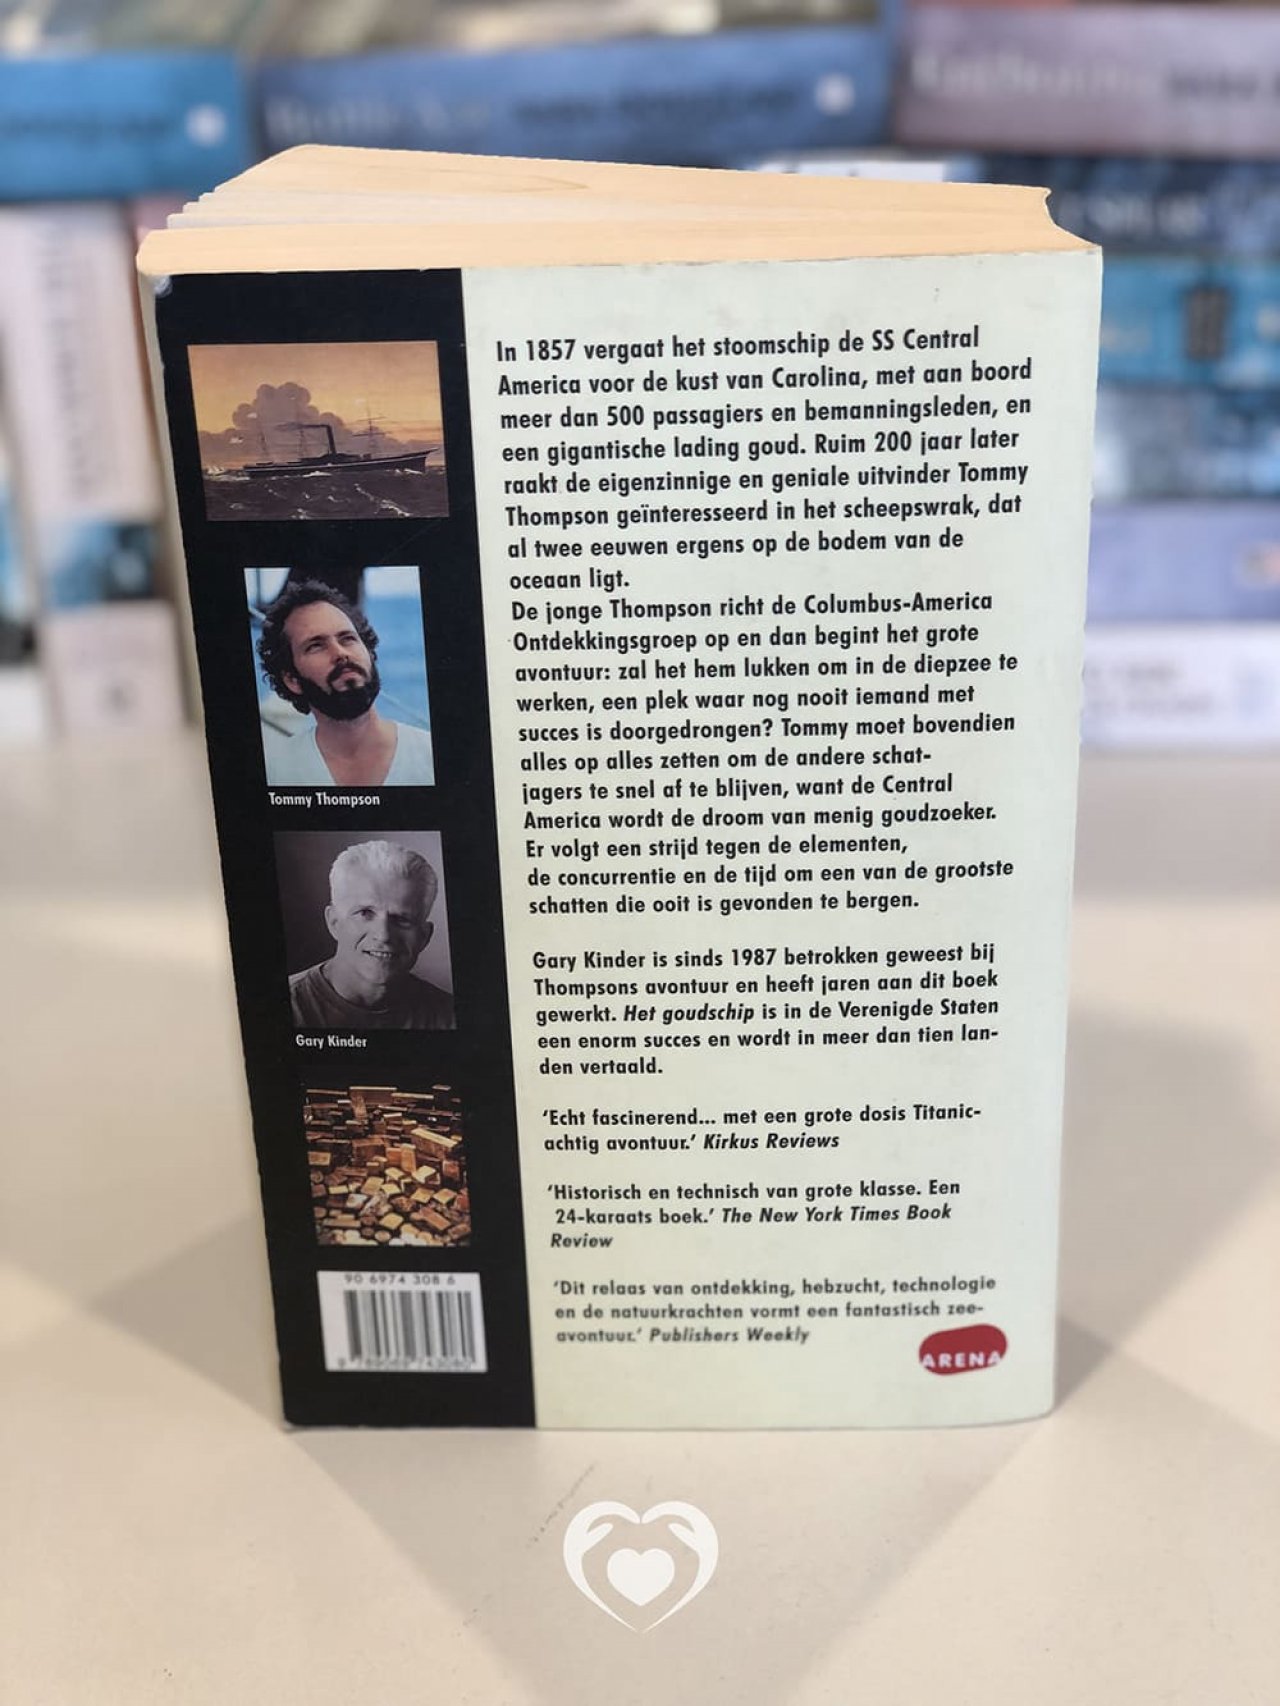 In 1857 vergaat het stoomschip de SS Central
America voor de kust van Carolina, met aan boord
meer dan 500 passagiers en bemanningsleden, en
een gigantische lading goud. Ruim 200 jaar later
raakt de eigenzinnige en geniale uitvinder Tommy
Thompson geïnteresseerd in het scheepswrak, dat
al twee eeuwen ergens op de bodem van de
oceaan ligt.
De jonge Thompson richt de Columbus-America
Ontdekkingsgroep op en dan begint het grote
avontuur: zal het hem lukken om in de diepzee te
werken, een plek waar nog nooit iemand met
succes is doorgedrongen? Tommy moet bovendien
alles op alles zetten om de andere schat-
jagers te snel af te blijven, want de Central
America wordt de droom van menig goudzoeker.
Er volgt een strijd tegen de elementen,
de concurrentie en de tijd om een van de grootste
schatten die ooit is gevonden te bergen.
Gary Kinder is sinds 1987 betrokken geweest bij
Thompsons avontuur en heeft jaren aan dit boek
gewerkt. Het goudschip is in de Verenigde Staten
een enorm succes en wordt in meer dan tien lan-
den vertaald.
'Echt fascinerend... met een grote dosis Titanic-
achtig avontuur.' Kirkus Reviews
'Historisch en technisch van grote klasse. Een
24-karaats boek.' The New York Times Book
Review
'Dit relaas van ontdekking, hebzucht, technologie
en de natuurkrachten vormt een fantastisch zee-
avontuur.' Publishers Weekly
ARENA
Tommy Thompson
Gary Kinder
90 6974 308 6